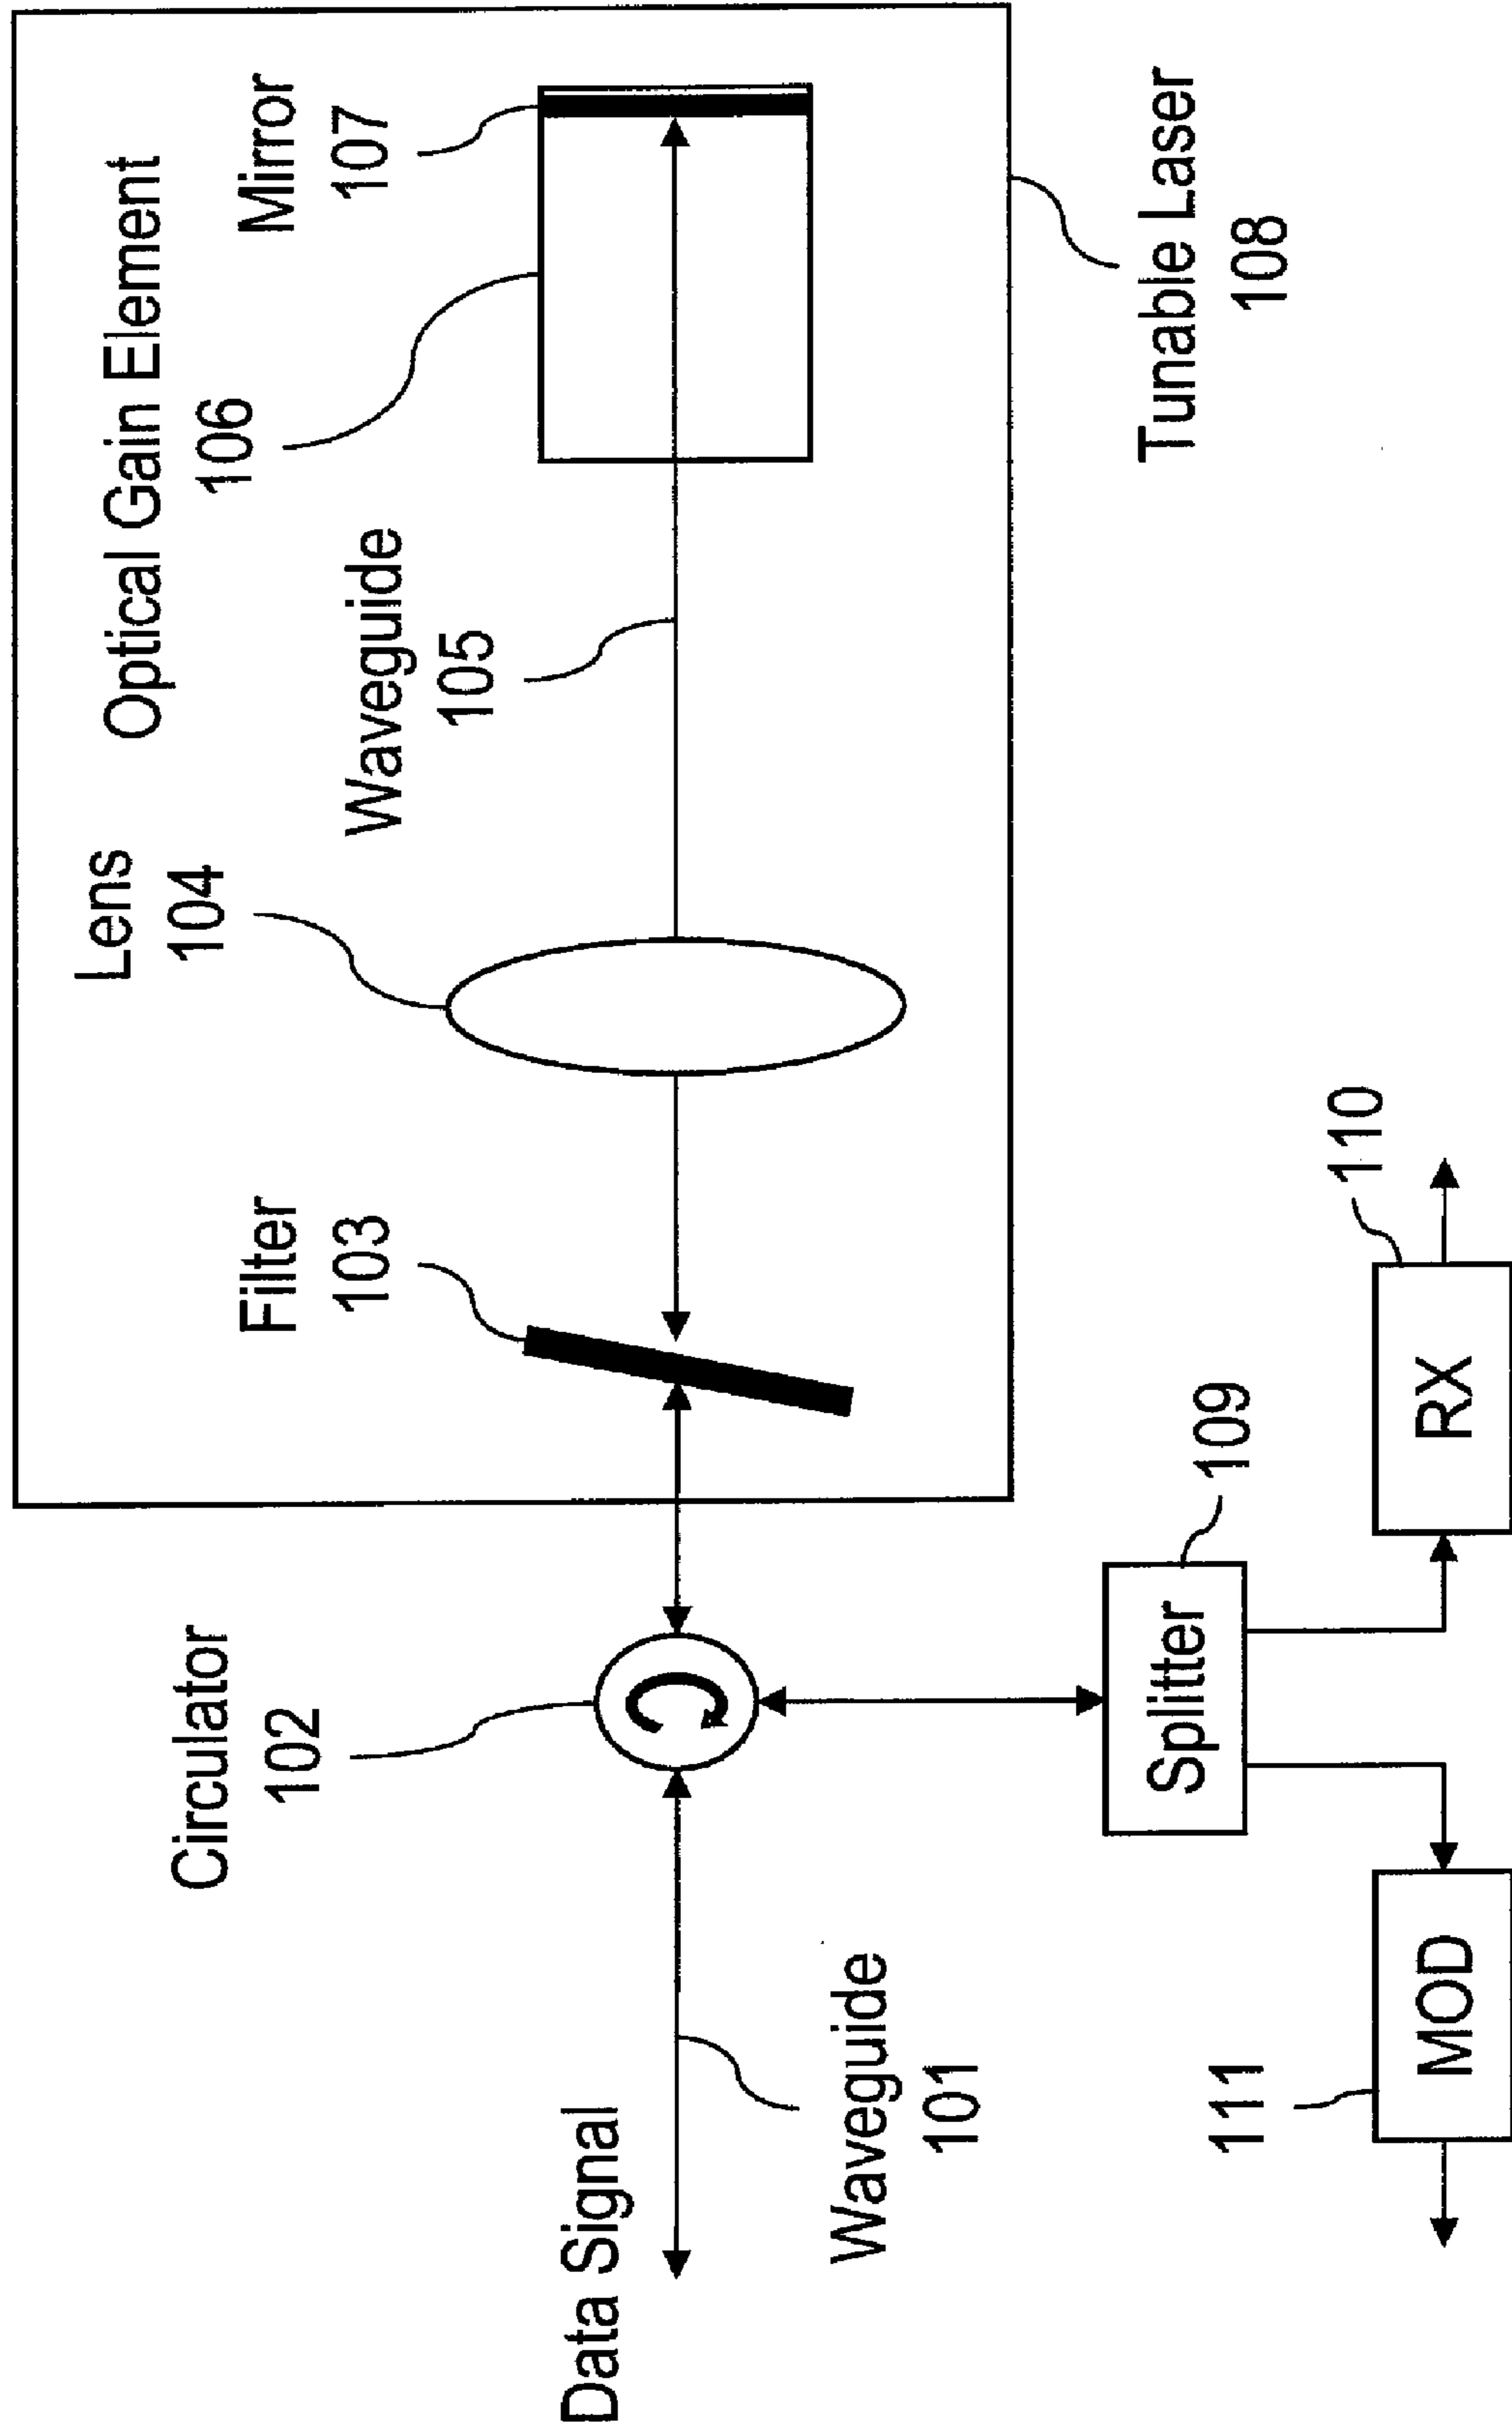 Data Signal
Waveguide
101
Circulator
102
Filter
103
Lens
104
Waveguide
105
Optical Gain Element
106
Mirror
107
Tunable Laser
108
Splitter
109
RX
110
MOD
111